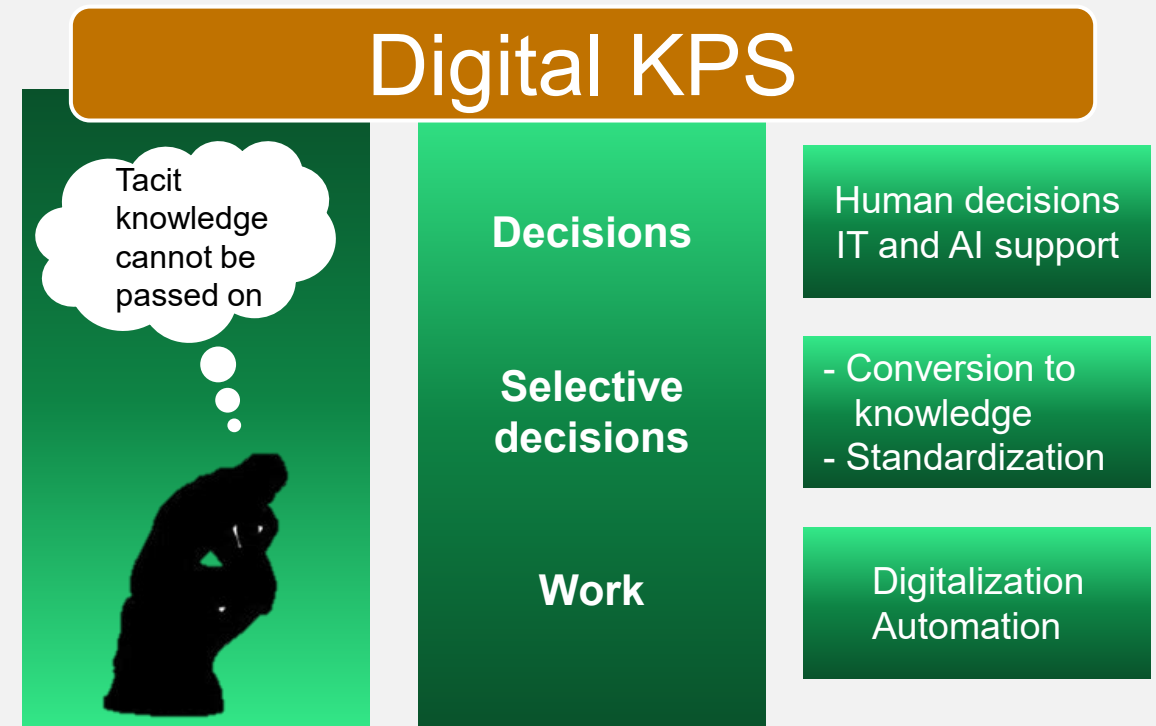 Digital KPS
Tacit
knowledge
cannot be
passed on
Decisions
Selective
decisions
Work
Human decisions
IT and AI support
- Conversion to
knowledge
- Standardization
Digitalization
Automation